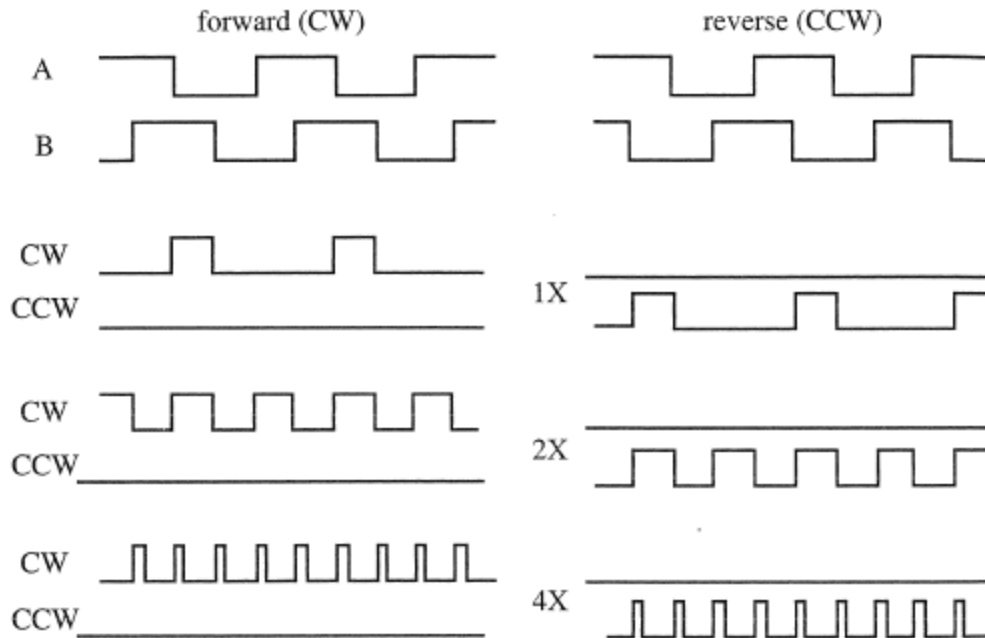 forward (CW) reverse (CCW)
A
B
CW
CCW
1X
CW
CCW
2X
CW
CCW
4X